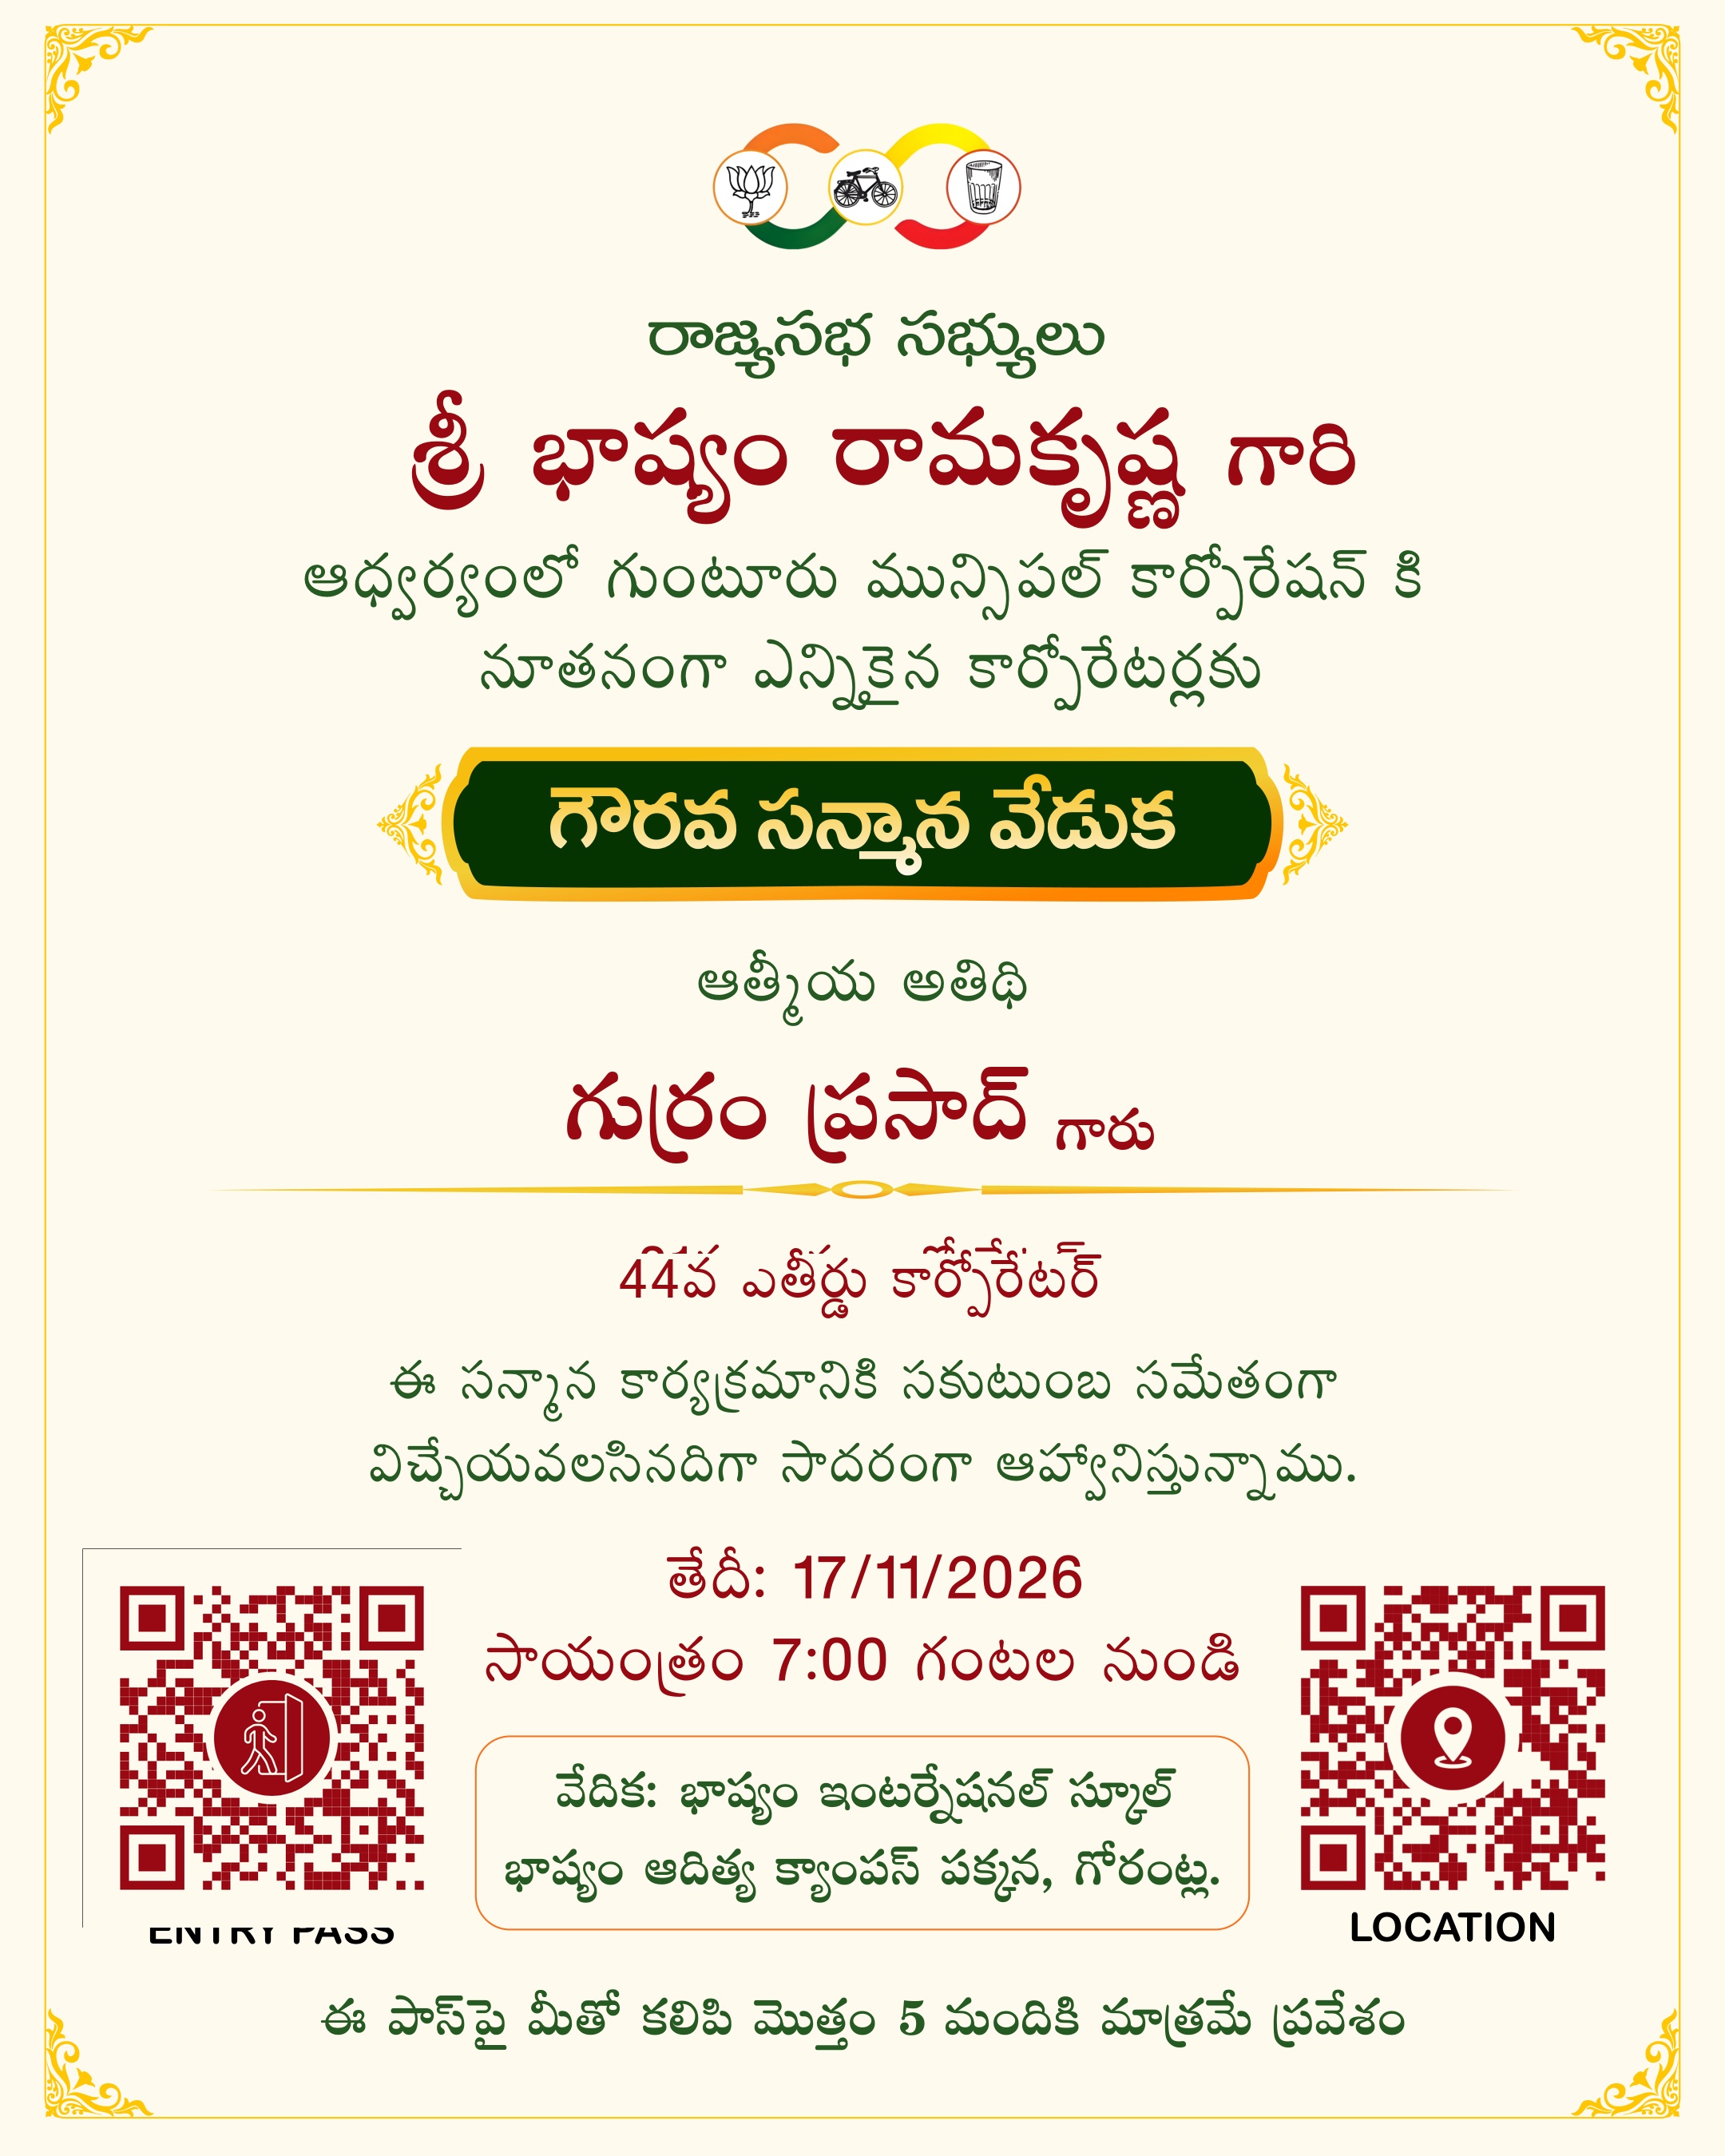 రాజ్యసభ సభ్యులు
శ్రీ భాష్యం రామకృష్ణ గారి
ఆధ్వర్యంలో గుంటూరు మున్సిపల్ కార్పోరేషన్ కి
నూతనంగా ఎన్నికైన కార్పోరేటర్లకు
గౌరవ సన్మాన వేడుక
ఆత్మీయ అతిథి
గుర్రం ప్రసాద్ గారు
44వ ఎతీర్డు కార్పోరేటర్
ఈ సన్మాన కార్యక్రమానికి సకుటుంబ సమేతంగా
విచ్చేయవలసినదిగా సాదరంగా ఆహ్వానిస్తున్నాము.
తేదీ: 17/11/2026
సాయంత్రం 7:00 గంటల నుండి
వేదిక: భాష్యం ఇంటర్నేషనల్ స్కూల్
భాష్యం ఆదిత్య క్యాంపస్ పక్కన, గోరంట్ల.
ENTRY PASS
LOCATION
ఈ పాస్‌పై మీతో కలిపి మొత్తం 5 మందికి మాత్రమే ప్రవేశం